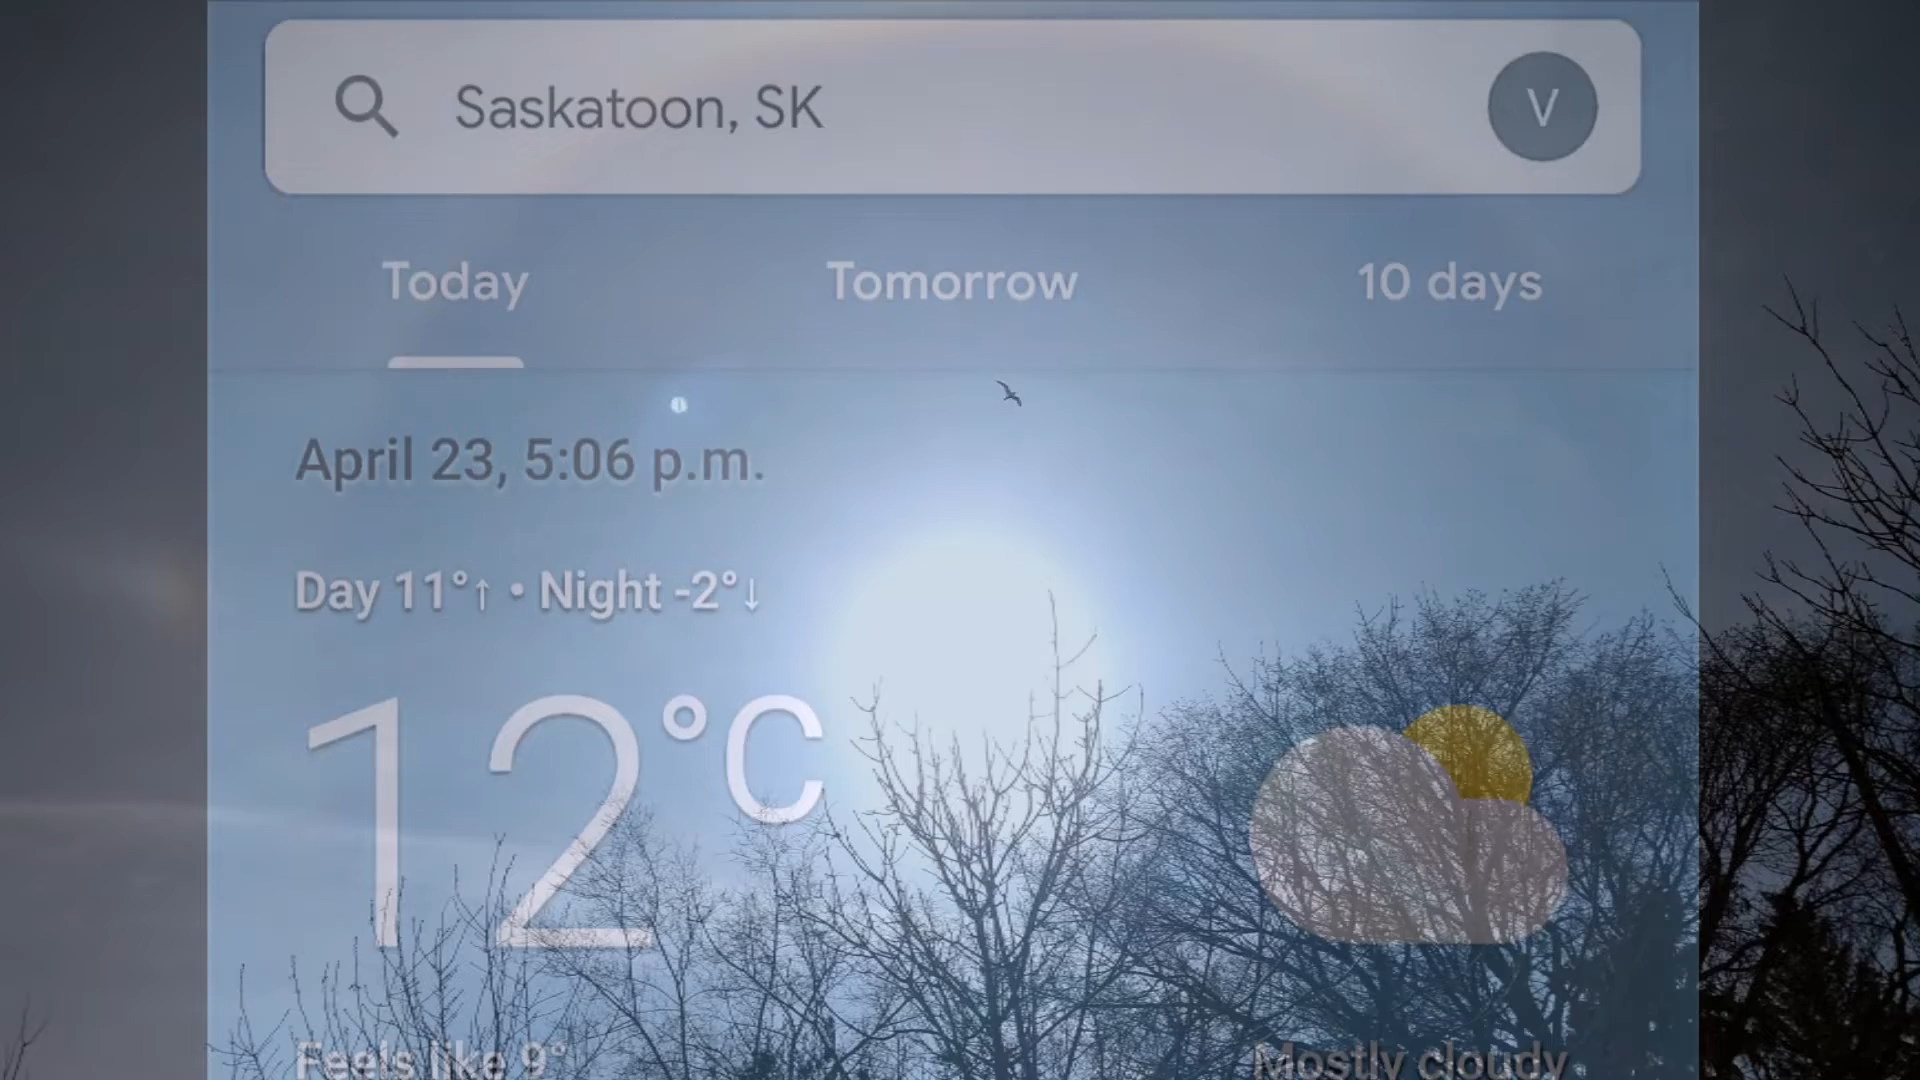 Saskatoon, SK
V
Today
Tomorrow
10 days
April 23, 5:06 p.m.
Day 11°↑ • Night -2°↓
12°C
Feels like 9°
Mostly cloudy